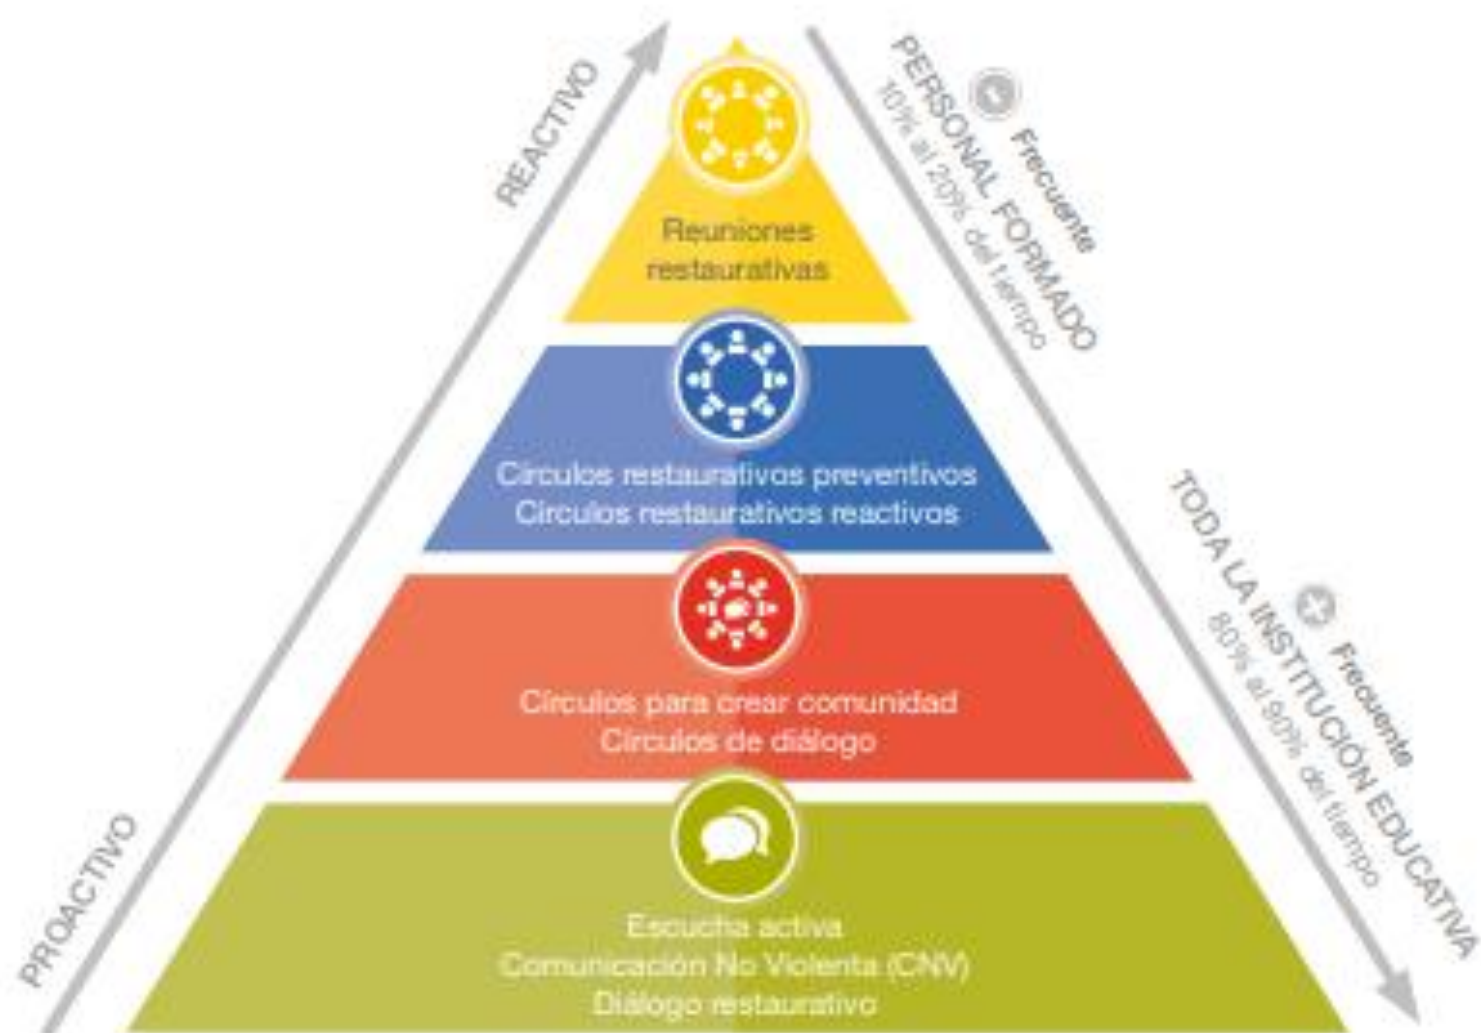 REACTIVO
PROACTIVO
Reuniones
restaurativas
Círculos restaurativos preventivos
Círculos restaurativos reactivos
Círculos para crear comunidad
Círculos de diálogo
Escucha activa
Comunicación No Violenta (CNV)
Diálogo restaurativo
Frecuente
PERSONAL FORMADO
10% al 20% del tiempo
Frecuente
TODA LA INSTITUCIÓN EDUCATIVA
80% al 90% del tiempo